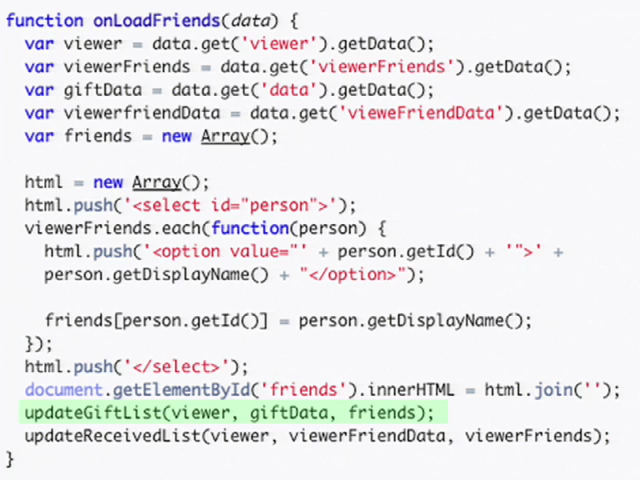 function onLoadFriends(data) {
var viewer = data.get('viewer').getData();
var viewerFriends = data.get('viewerFriends').getData();
var giftData = data.get('data').getData();
var viewerfriendData = data.get('vieweFriendData').getData();
var friends = new Array();
html = new Array();
html.push('<select id="person">');
viewerFriends.each(function(person) {
html.push('<option value="' + person.getId() + '">' +
person.getDisplayName() + "</option>");
friends[person.getId()] = person.getDisplayName();
});
html.push('</select>');
document.getElementById('friends').innerHTML = html.join('');
updateGiftList(viewer, giftData, friends);
updateReceivedList(viewer, viewerFriendData, viewerFriends);
}